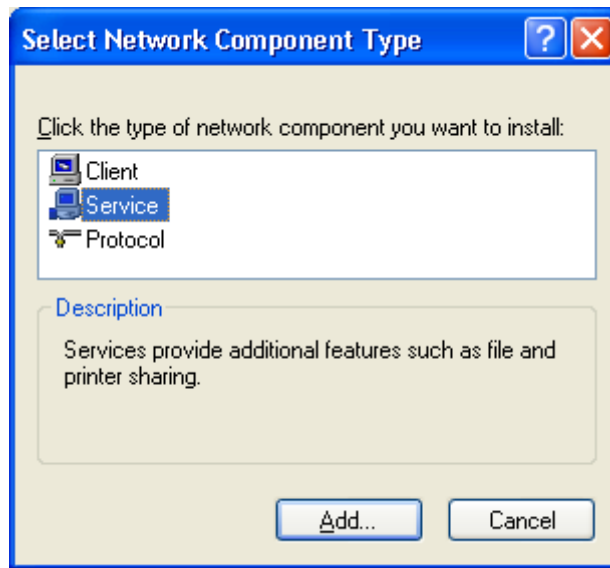 Select Network Component Type
Click the type of network component you want to install:
Client
Service
Protocol
Description
Services provide additional features such as file and
printer sharing.
Add...
Cancel